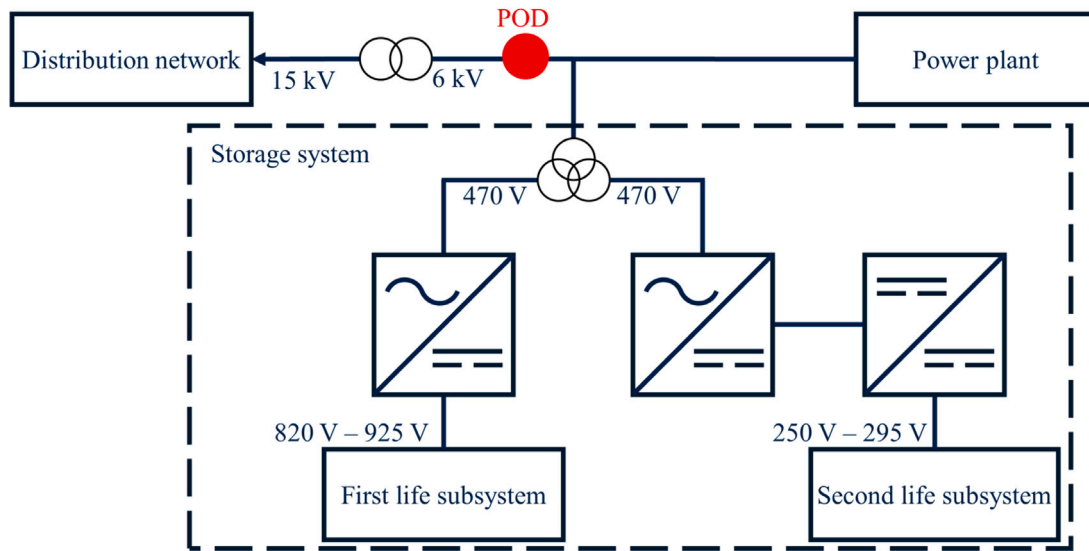 POD
Distribution network
15 kV
6 kV
Power plant
Storage system
470 V
470 V
820 V – 925 V
250 V – 295 V
First life subsystem
Second life subsystem